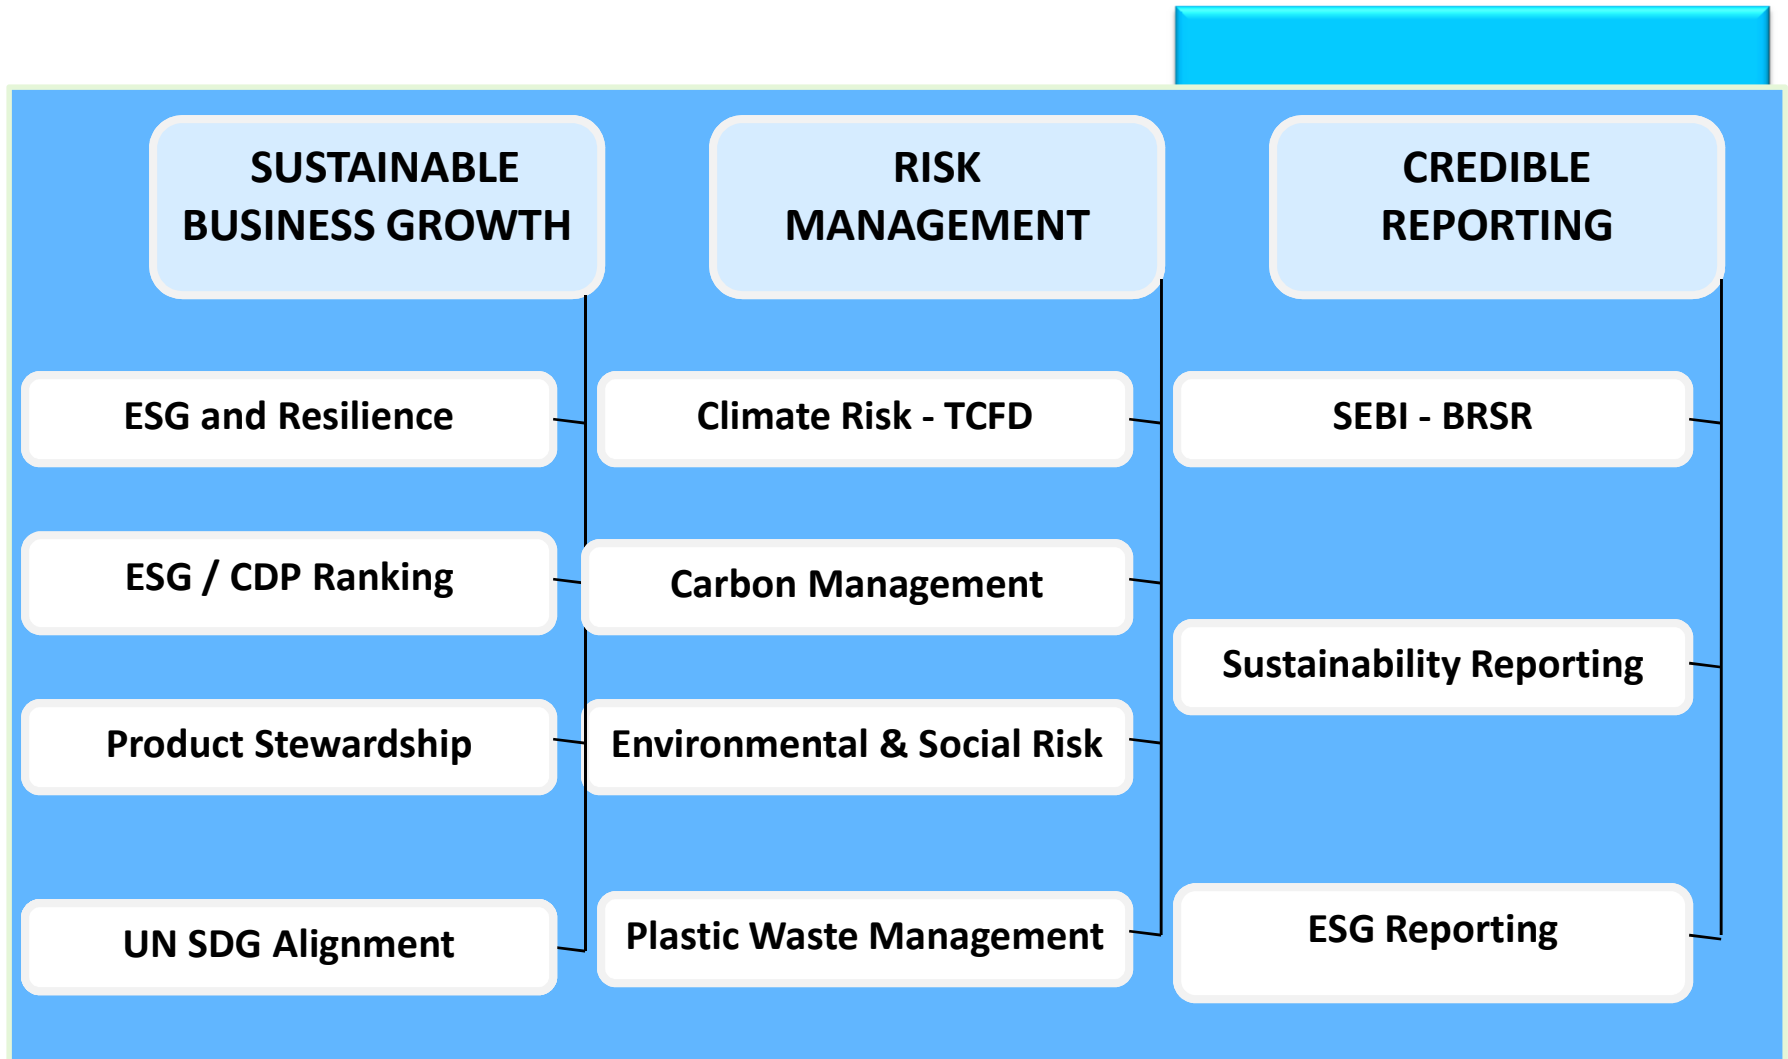 SUSTAINABLE
BUSINESS GROWTH
ESG and Resilience
ESG / CDP Ranking
Product Stewardship
UN SDG Alignment
RISK
MANAGEMENT
Climate Risk - TCFD
Carbon Management
Environmental & Social Risk
Plastic Waste Management
CREDIBLE
REPORTING
SEBI - BRSR
Sustainability Reporting
ESG Reporting